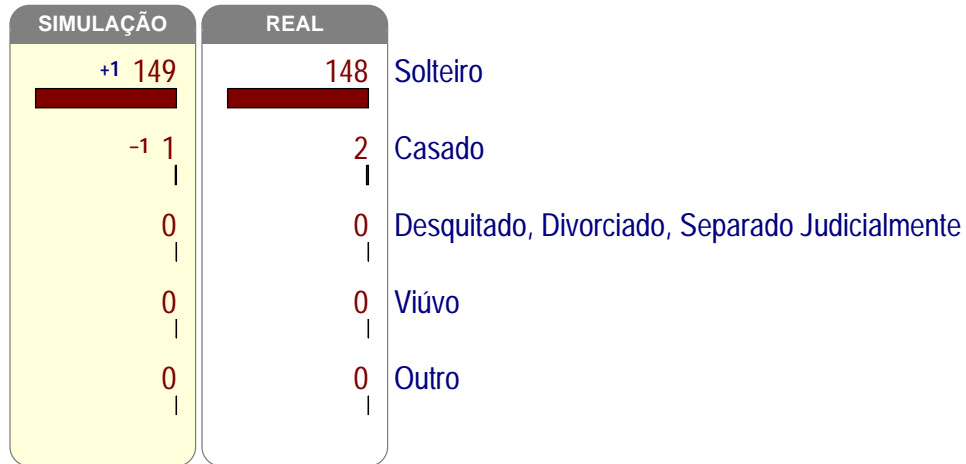 SIMULAÇÃO REAL
+1 149 148 Solteiro
−1 1 2 Casado
0 0 Desquitado, Divorciado, Separado Judicialmente
0 0 Viúvo
0 0 Outro